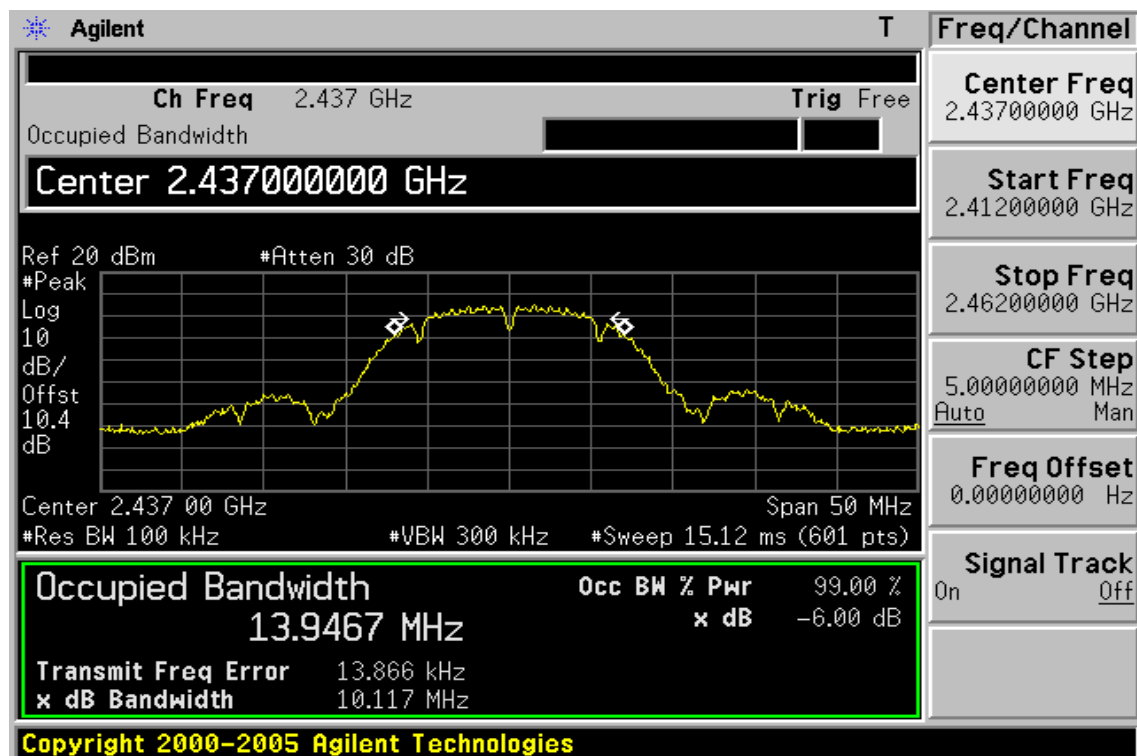 Agilent T Freq/Channel
Ch Freq 2.437 GHz Trig Free
Occupied Bandwidth
Center 2.437000000 GHz
Ref 20 dBm #Atten 30 dB
#Peak
Log
10
dB/
Offst
10.4
dB
Center 2.437 00 GHz Span 50 MHz
#Res BW 100 kHz #VBW 300 kHz #Sweep 15.12 ms (601 pts)
Occupied Bandwidth Occ BW % Pwr 99.00 %
13.9467 MHz x dB -6.00 dB
Transmit Freq Error 13.866 kHz
x dB Bandwidth 10.117 MHz
Center Freq
2.43700000 GHz
Start Freq
2.41200000 GHz
Stop Freq
2.46200000 GHz
CF Step
5.00000000 MHz
Auto Man
Freq Offset
0.00000000 Hz
Signal Track
On Off
Copyright 2000-2005 Agilent Technologies